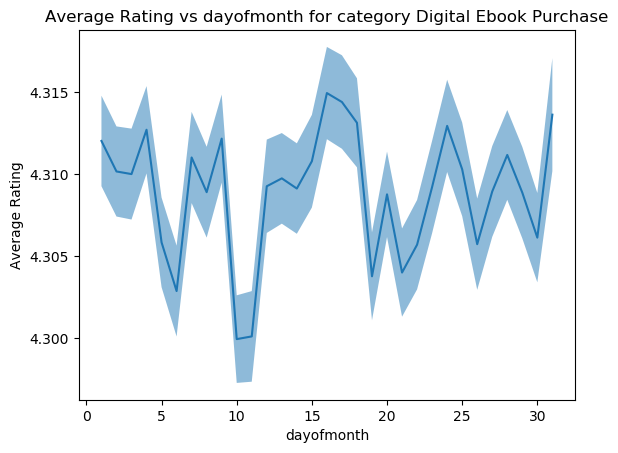 Average Rating vs dayofmonth for category Digital Ebook Purchase
Average Rating
4.315
4.310
4.305
4.300
0 5 10 15 20 25 30
dayofmonth